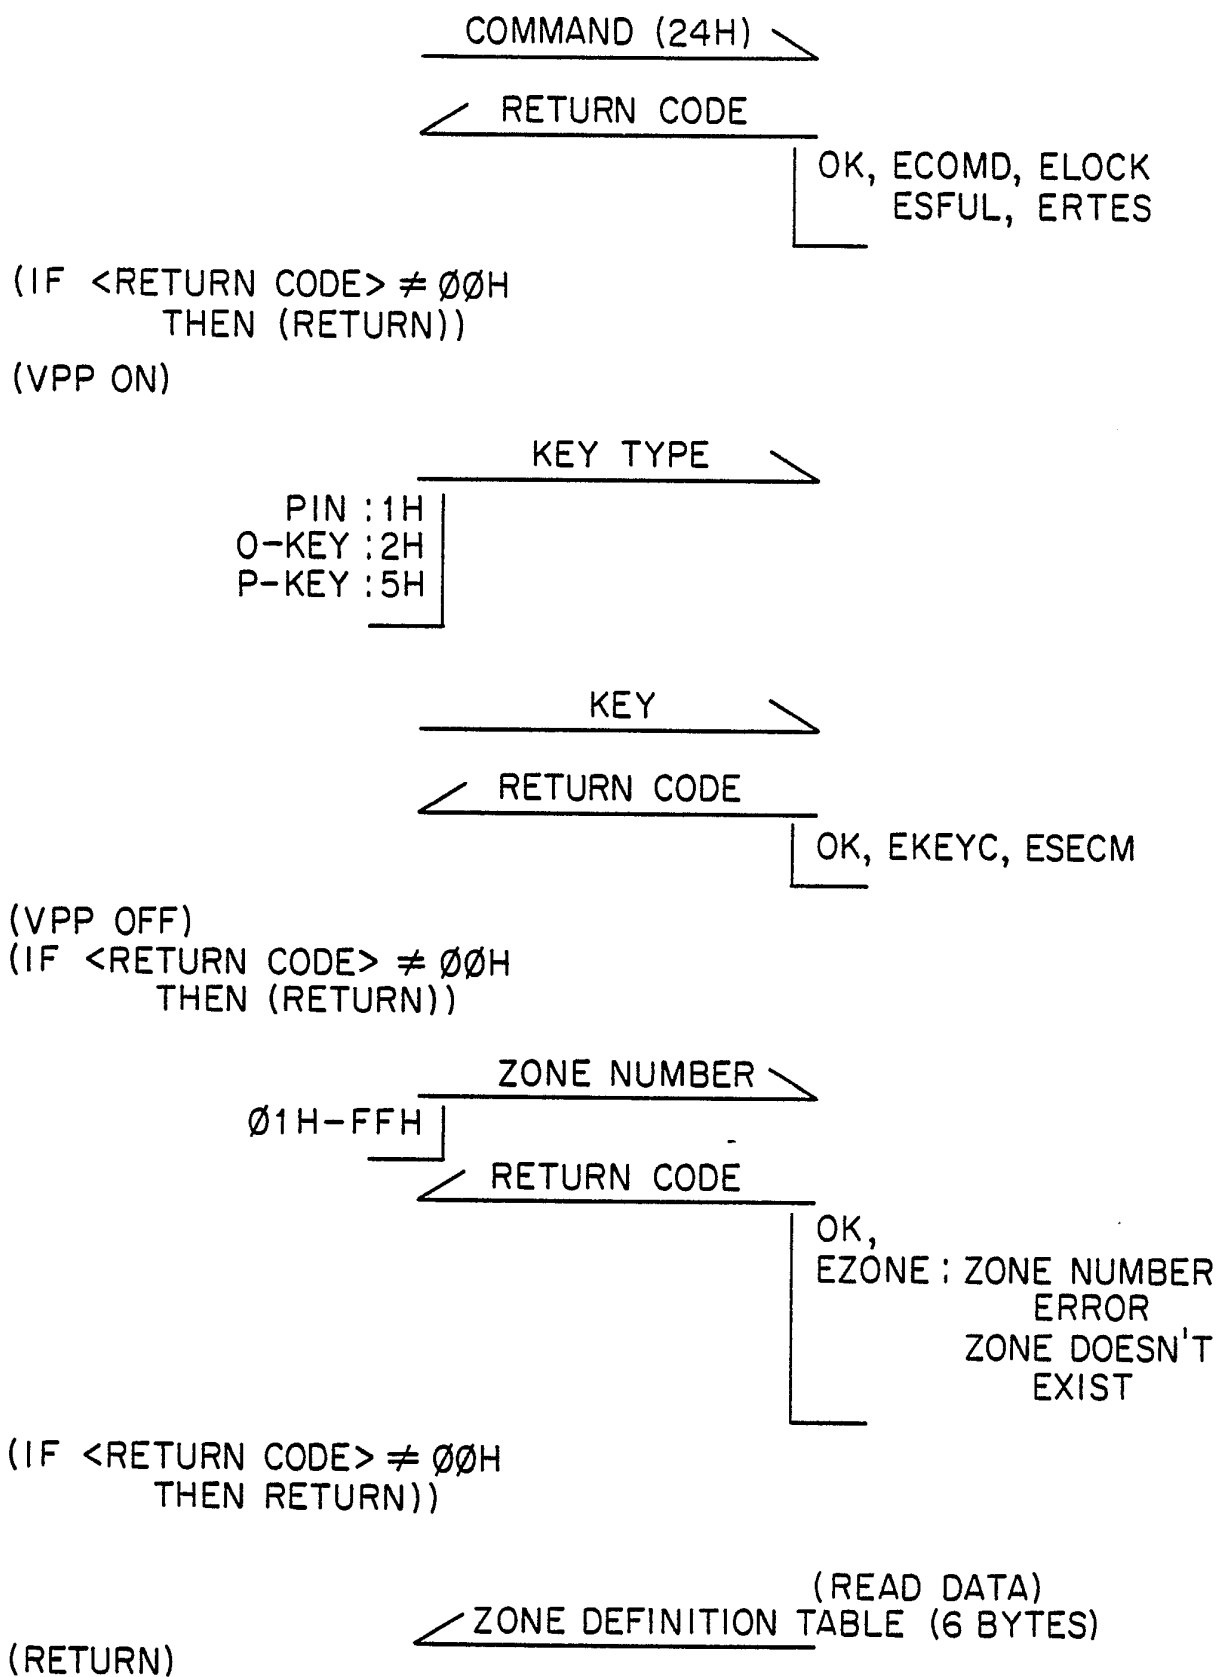 COMMAND (24H)
RETURN CODE
OK, ECOMD, ELOCK
ESFUL, ERTES
(IF <RETURN CODE> ≠ ØØH
THEN (RETURN))
(VPP ON)
KEY TYPE
PIN :1H
O-KEY :2H
P-KEY :5H
KEY
RETURN CODE
OK, EKEYC, ESECM
(VPP OFF)
(IF <RETURN CODE> ≠ ØØH
THEN (RETURN))
ZONE NUMBER
Ø1H-FFH
RETURN CODE
OK,
EZONE : ZONE NUMBER
ERROR
ZONE DOESN'T
EXIST
(IF <RETURN CODE> ≠ ØØH
THEN RETURN))
(READ DATA)
ZONE DEFINITION TABLE (6 BYTES)
(RETURN)